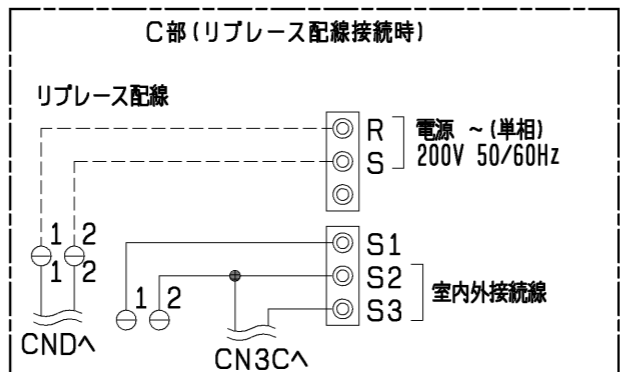 C部(リプレース配線接続時)
リプレース配線
R
電源 ~(単相)
S
200V 50/60Hz
1 2
1 2
S1
S2
室内外接続線
1 2
S3
CNDへ
CN3Cへ